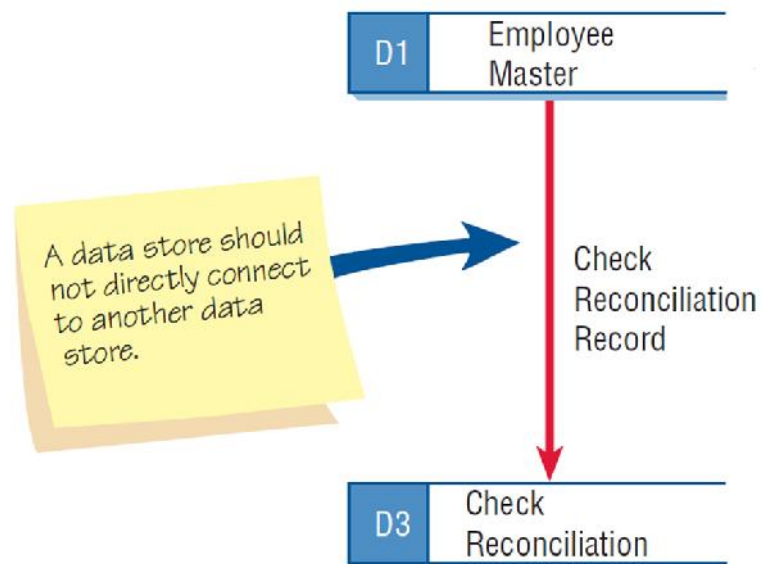 D1
Employee
Master
A data store should
not directly connect
to another data
store.
Check
Reconciliation
Record
D3
Check
Reconciliation